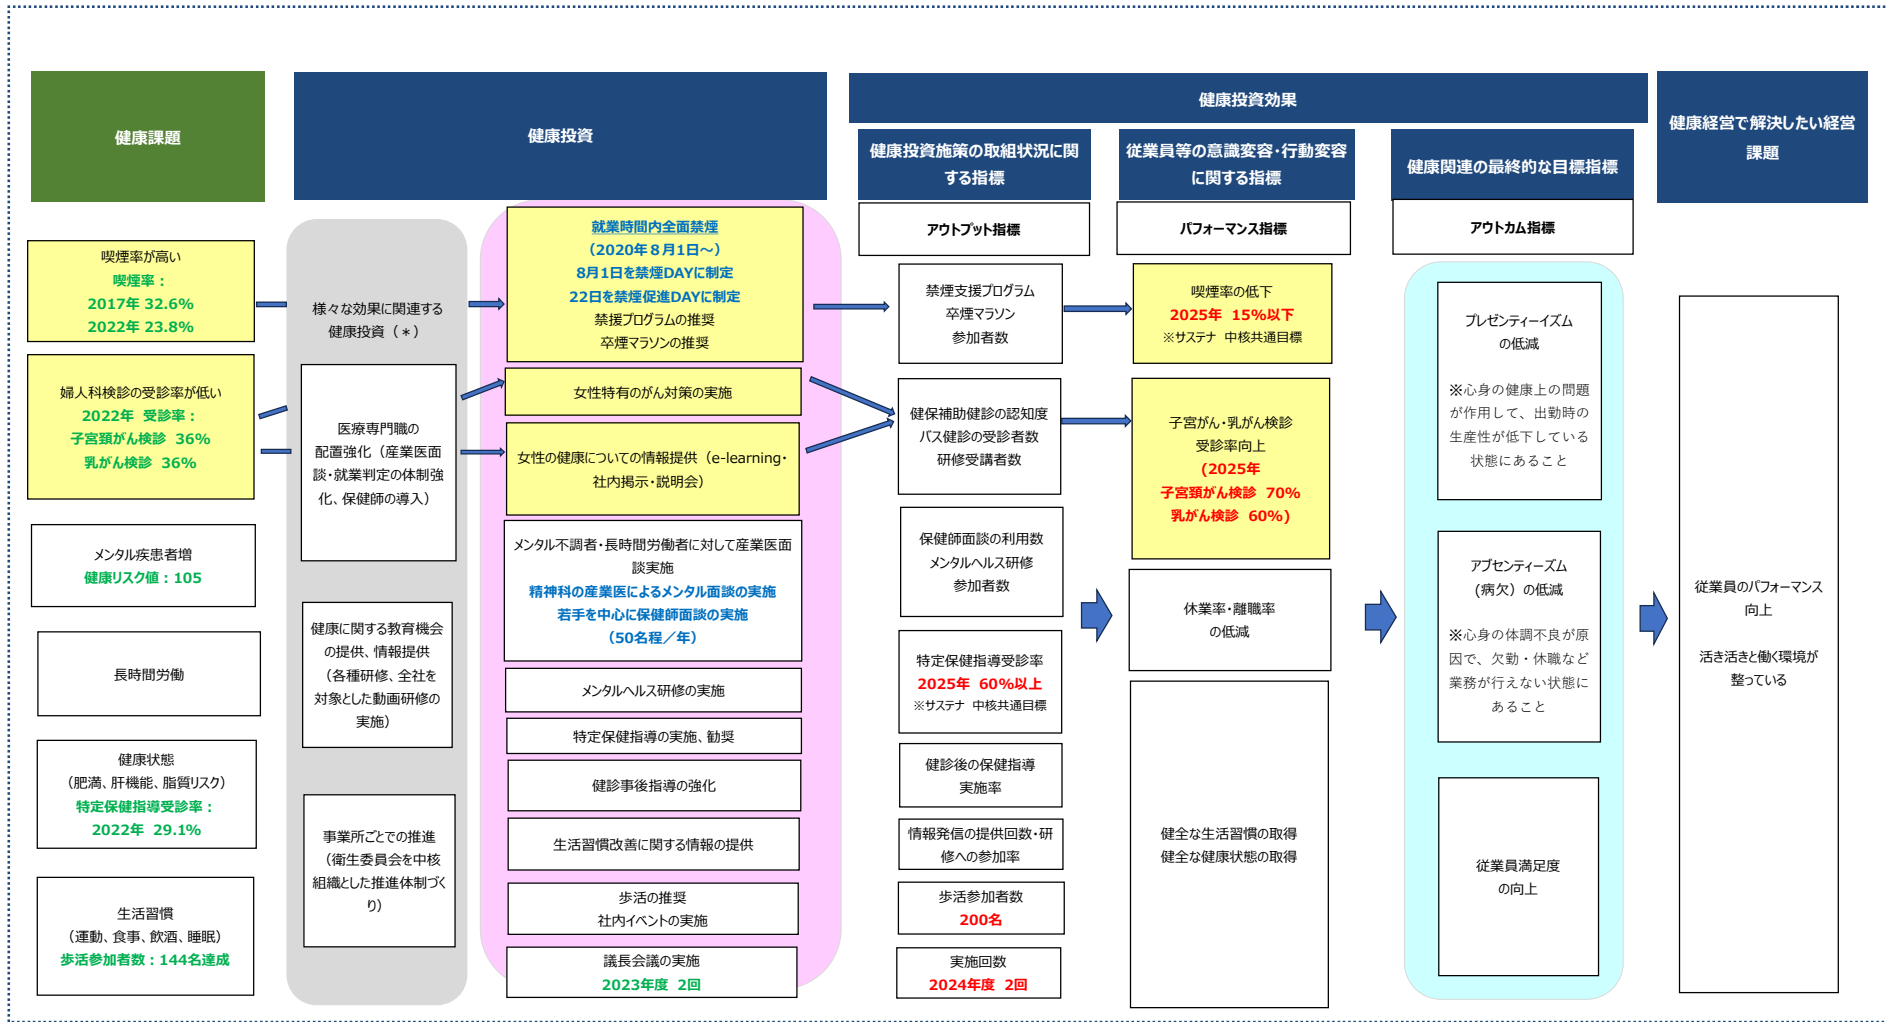 健康課題
健康投資
健康投資効果
健康経営で解決したい経営
課題
健康投資施策の取組状況に関
する指標
従業員等の意識変容・行動変容
に関する指標
健康関連の最終的な目標指標
アウトプット指標
パフォーマンス指標
アウトカム指標
喫煙率が高い
喫煙率：
2017年 32.6%
2022年 23.8%
婦人科検診の受診率が低い
2022年 受診率：
子宮頸がん検診 36%
乳がん検診 36%
メンタル疾患者増
健康リスク値：105
長時間労働
健康状態
（肥満、肝機能、脂質リスク）
特定保健指導受診率：
2022年 29.1%
生活習慣
（運動、食事、飲酒、睡眠）
歩活参加者数：144名達成
様々な効果に関連する
健康投資（＊）
医療専門職の
配置強化（産業医面
談・就業判定の体制強
化、保健師の導入）
健康に関する教育機会
の提供、情報提供
（各種研修、全社を
対象とした動画研修の
実施）
事業所ごとでの推進
（衛生委員会を中核
組織とした推進体制づく
り）
就業時間内全面禁煙
（2020年８月1日～）
8月1日を禁煙DAYに制定
22日を禁煙促進DAYに制定
禁援プログラムの推奨
卒煙マラソンの推奨
女性特有のがん対策の実施
女性の健康についての情報提供（e-learning・
社内掲示・説明会）
メンタル不調者・長時間労働者に対して産業医面
談実施
精神科の産業医によるメンタル面談の実施
若手を中心に保健師面談の実施
（50名程／年）
メンタルヘルス研修の実施
特定保健指導の実施、勧奨
健診事後指導の強化
生活習慣改善に関する情報の提供
歩活の推奨
社内イベントの実施
議長会議の実施
2023年度 2回
禁煙支援プログラム
卒煙マラソン
参加者数
健保補助健診の認知度
バス健診の受診者数
研修受講者数
保健師面談の利用数
メンタルヘルス研修
参加者数
特定保健指導受診率
2025年 60%以上
※サステナ 中核共通目標
健診後の保健指導
実施率
情報発信の提供回数・研
修への参加率
歩活参加者数
200名
実施回数
2024年度 2回
喫煙率の低下
2025年 15%以下
※サステナ 中核共通目標
子宮がん・乳がん検診
受診率向上
(2025年
子宮頸がん検診 70%
乳がん検診 60%)
休業率・離職率
の低減
健全な生活習慣の取得
健全な健康状態の取得
プレゼンティーイズム
の低減
※心身の健康上の問題
が作用して、出勤時の
生産性が低下している
状態にあること
アブセンティーズム
(病欠）の低減
※心身の体調不良が原
因で、欠勤・休職など
業務が行えない状態に
あること
従業員満足度
の向上
従業員のパフォーマンス
向上
活き活きと働く環境が
整っている